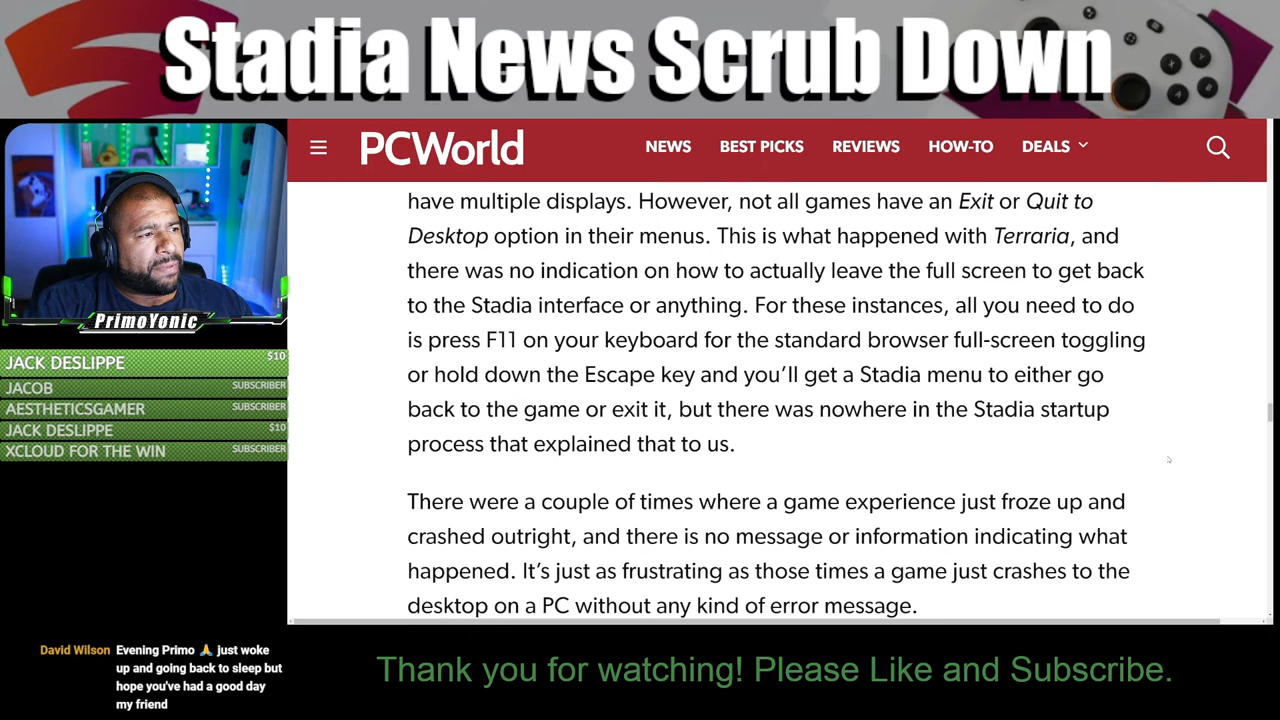 Stadia News Scrub Down
PCWorld
NEWS BEST PICKS REVIEWS HOW-TO DEALS
have multiple displays. However, not all games have an Exit or Quit to
Desktop option in their menus. This is what happened with Terraria, and
there was no indication on how to actually leave the full screen to get back
to the Stadia interface or anything. For these instances, all you need to do
is press F11 on your keyboard for the standard browser full-screen toggling
or hold down the Escape key and you’ll get a Stadia menu to either go
back to the game or exit it, but there was nowhere in the Stadia startup
process that explained that to us.
There were a couple of times where a game experience just froze up and
crashed outright, and there is no message or information indicating what
happened. It’s just as frustrating as those times a game just crashes to the
desktop on a PC without any kind of error message.
PrimoYonic
JACK DESLIPPE $10
JACOB SUBSCRIBER
AESTHETICSGAMER SUBSCRIBER
JACK DESLIPPE $10
XCLOUD FOR THE WIN SUBSCRIBER
David Wilson Evening Primo 🙏 just woke
up and going back to sleep but
hope you've had a good day
my friend
Thank you for watching! Please Like and Subscribe.